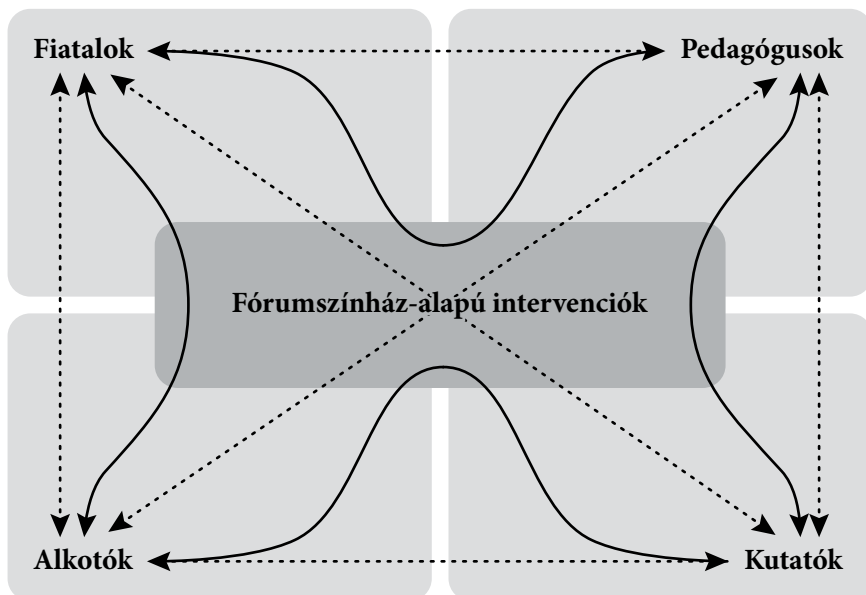 Fiatalok
Pedagógusok
Fórumszínház-alapú intervenciók
Alkotók
Kutatók